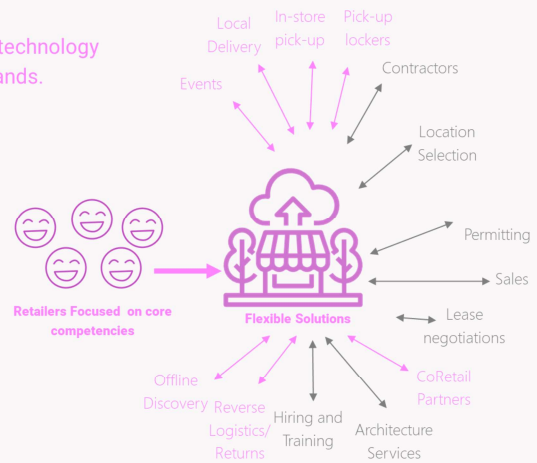 technology
ands.
Local
Delivery
In-store
pick-up
Pick-up
lockers
Events
Contractors
Location
Selection
Permitting
Sales
Lease
negotiations
Retailers Focused on core
competencies
Flexible Solutions
CoRetail
Partners
Offline
Discovery
Reverse
Logistics/
Returns
Hiring and
Training
Architecture
Services